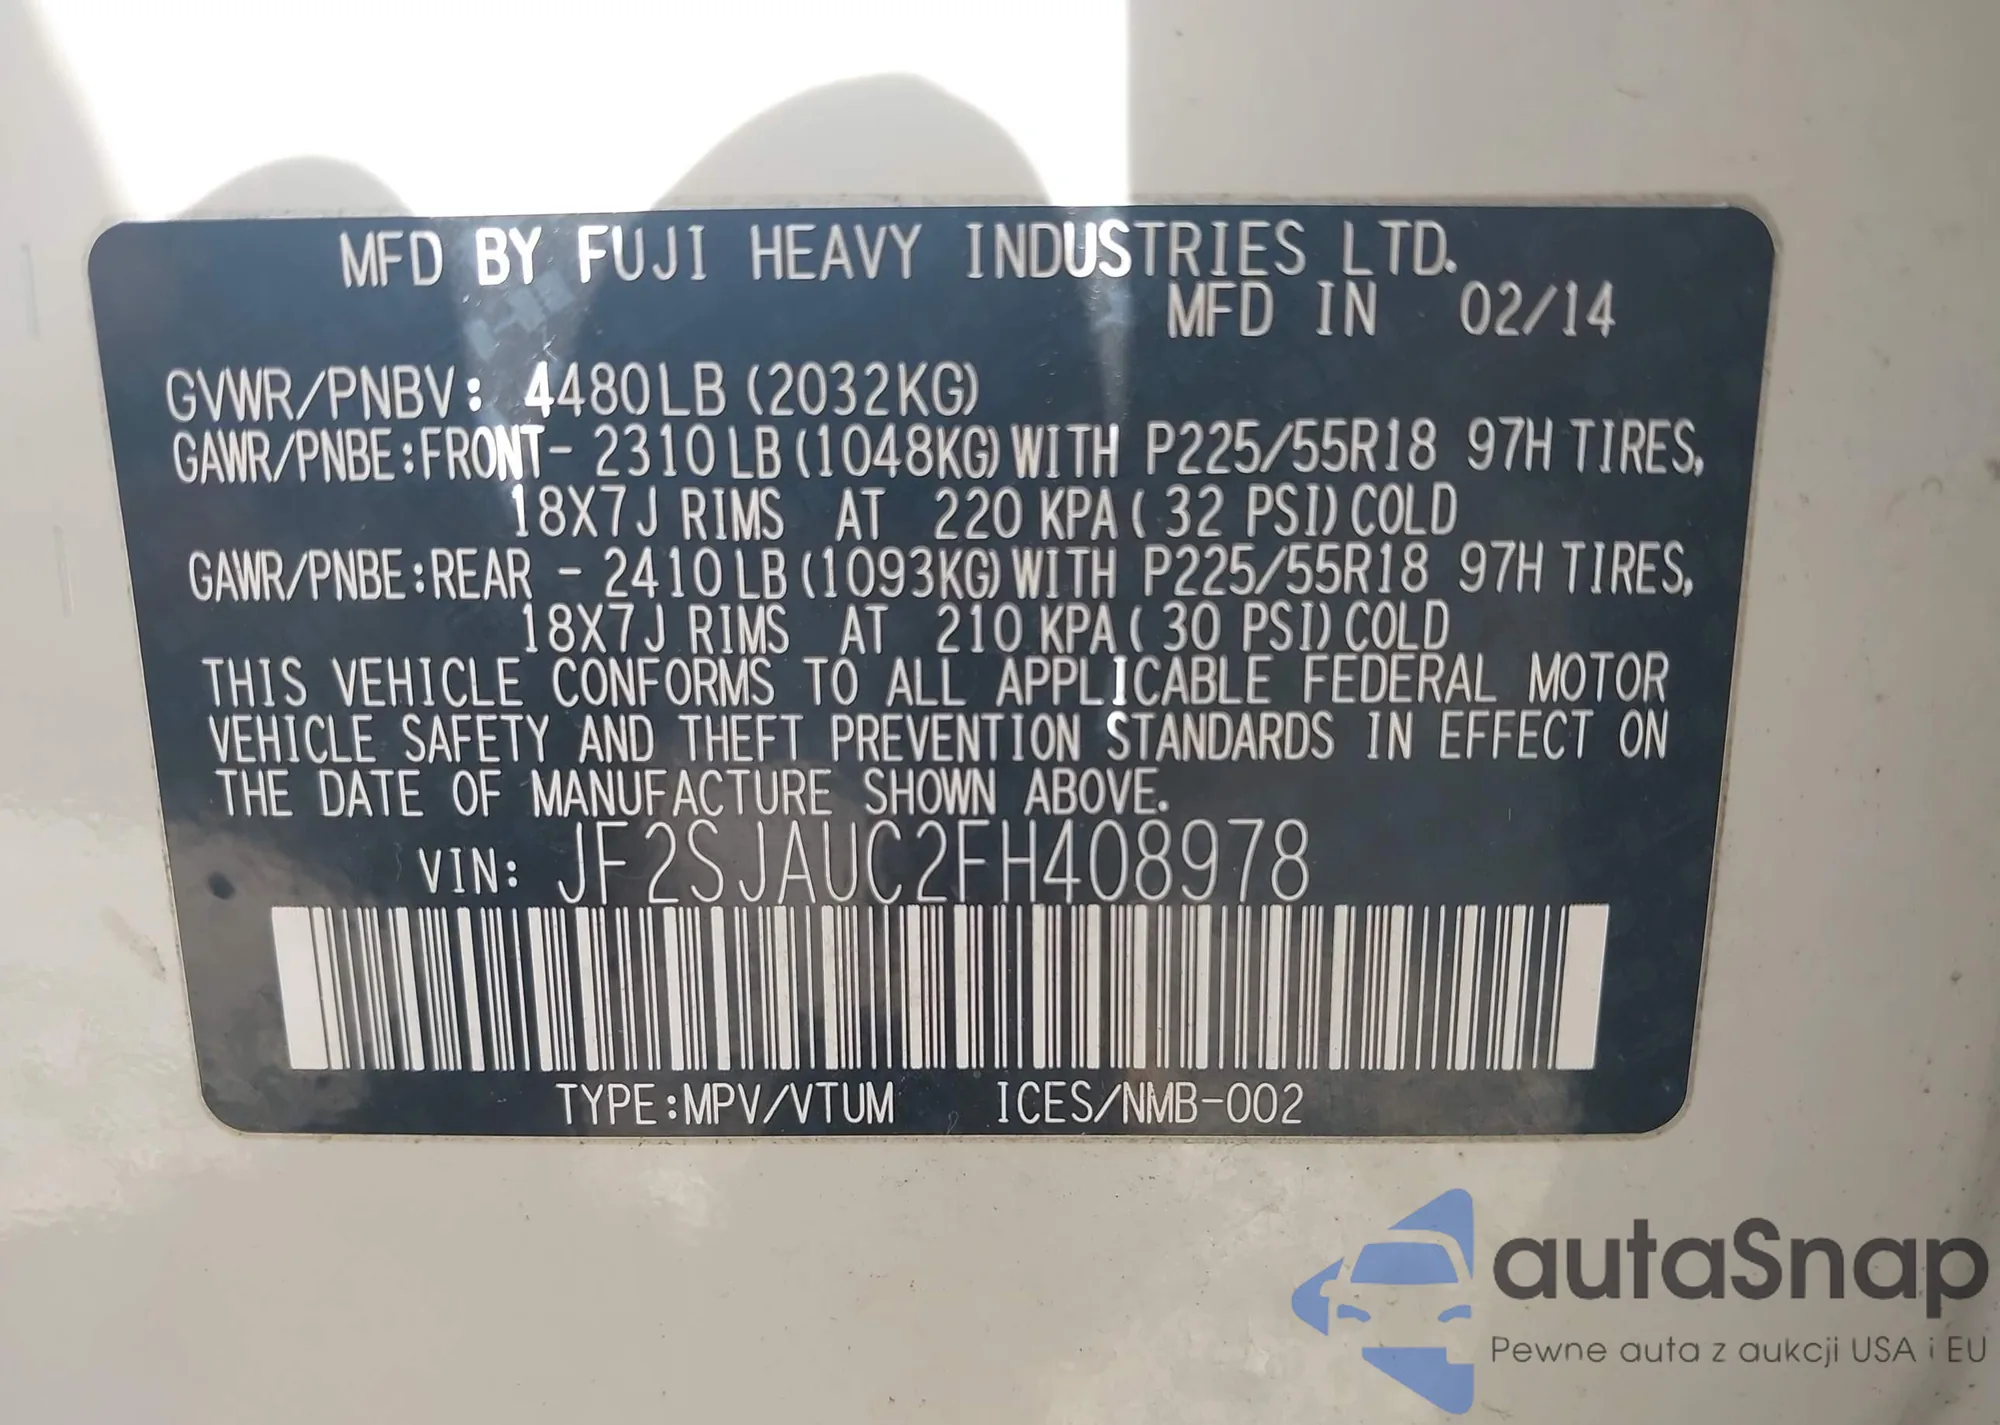 MFD BY FUJI HEAVY INDUSTRIES LTD.
MFD IN 02/14
GVWR/PNBV: 4480LB (2032KG)
GAWR/PNBE:FRONT- 2310LB(1048KG)WITH P225/55R18 97H TIRES,
18X7J RIMS AT 220 KPA( 32 PSI)COLD
GAWR/PNBE:REAR - 2410LB(1093KG)WITH P225/55R18 97H TIRES,
18X7J RIMS AT 210 KPA( 30 PSI)COLD
THIS VEHICLE CONFORMS TO ALL APPLICABLE FEDERAL MOTOR
VEHICLE SAFETY AND THEFT PREVENTION STANDARDS IN EFFECT ON
THE DATE OF MANUFACTURE SHOWN ABOVE.
VIN: JF2SJAUC2FH408978
TYPE:MPV/VTUM ICES/NMB-002
autaSnap
Pewne auta z aukcji USA i EU